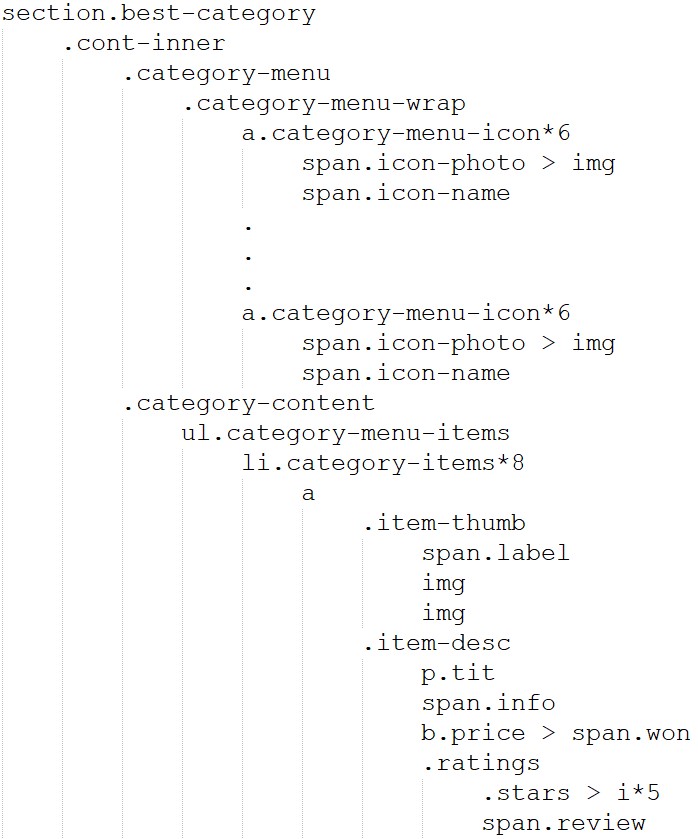 section.best-category
.cont-inner
.category-menu
.category-menu-wrap
a.category-menu-icon*6
span.icon-photo > img
span.icon-name
.
.
.
a.category-menu-icon*6
span.icon-photo > img
span.icon-name
.category-content
ul.category-menu-items
li.category-items*8
a
.item-thumb
span.label
img
img
.item-desc
p.tit
span.info
b.price > span.won
.ratings
.stars > i*5
span.review